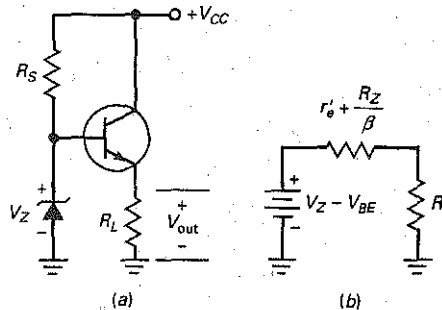 +V_CC
R_S
+
V_Z
−
R_L
+
V_out
−
(a)
r'_e + R_Z/β
+
V_Z − V_BE
−
R
(b)